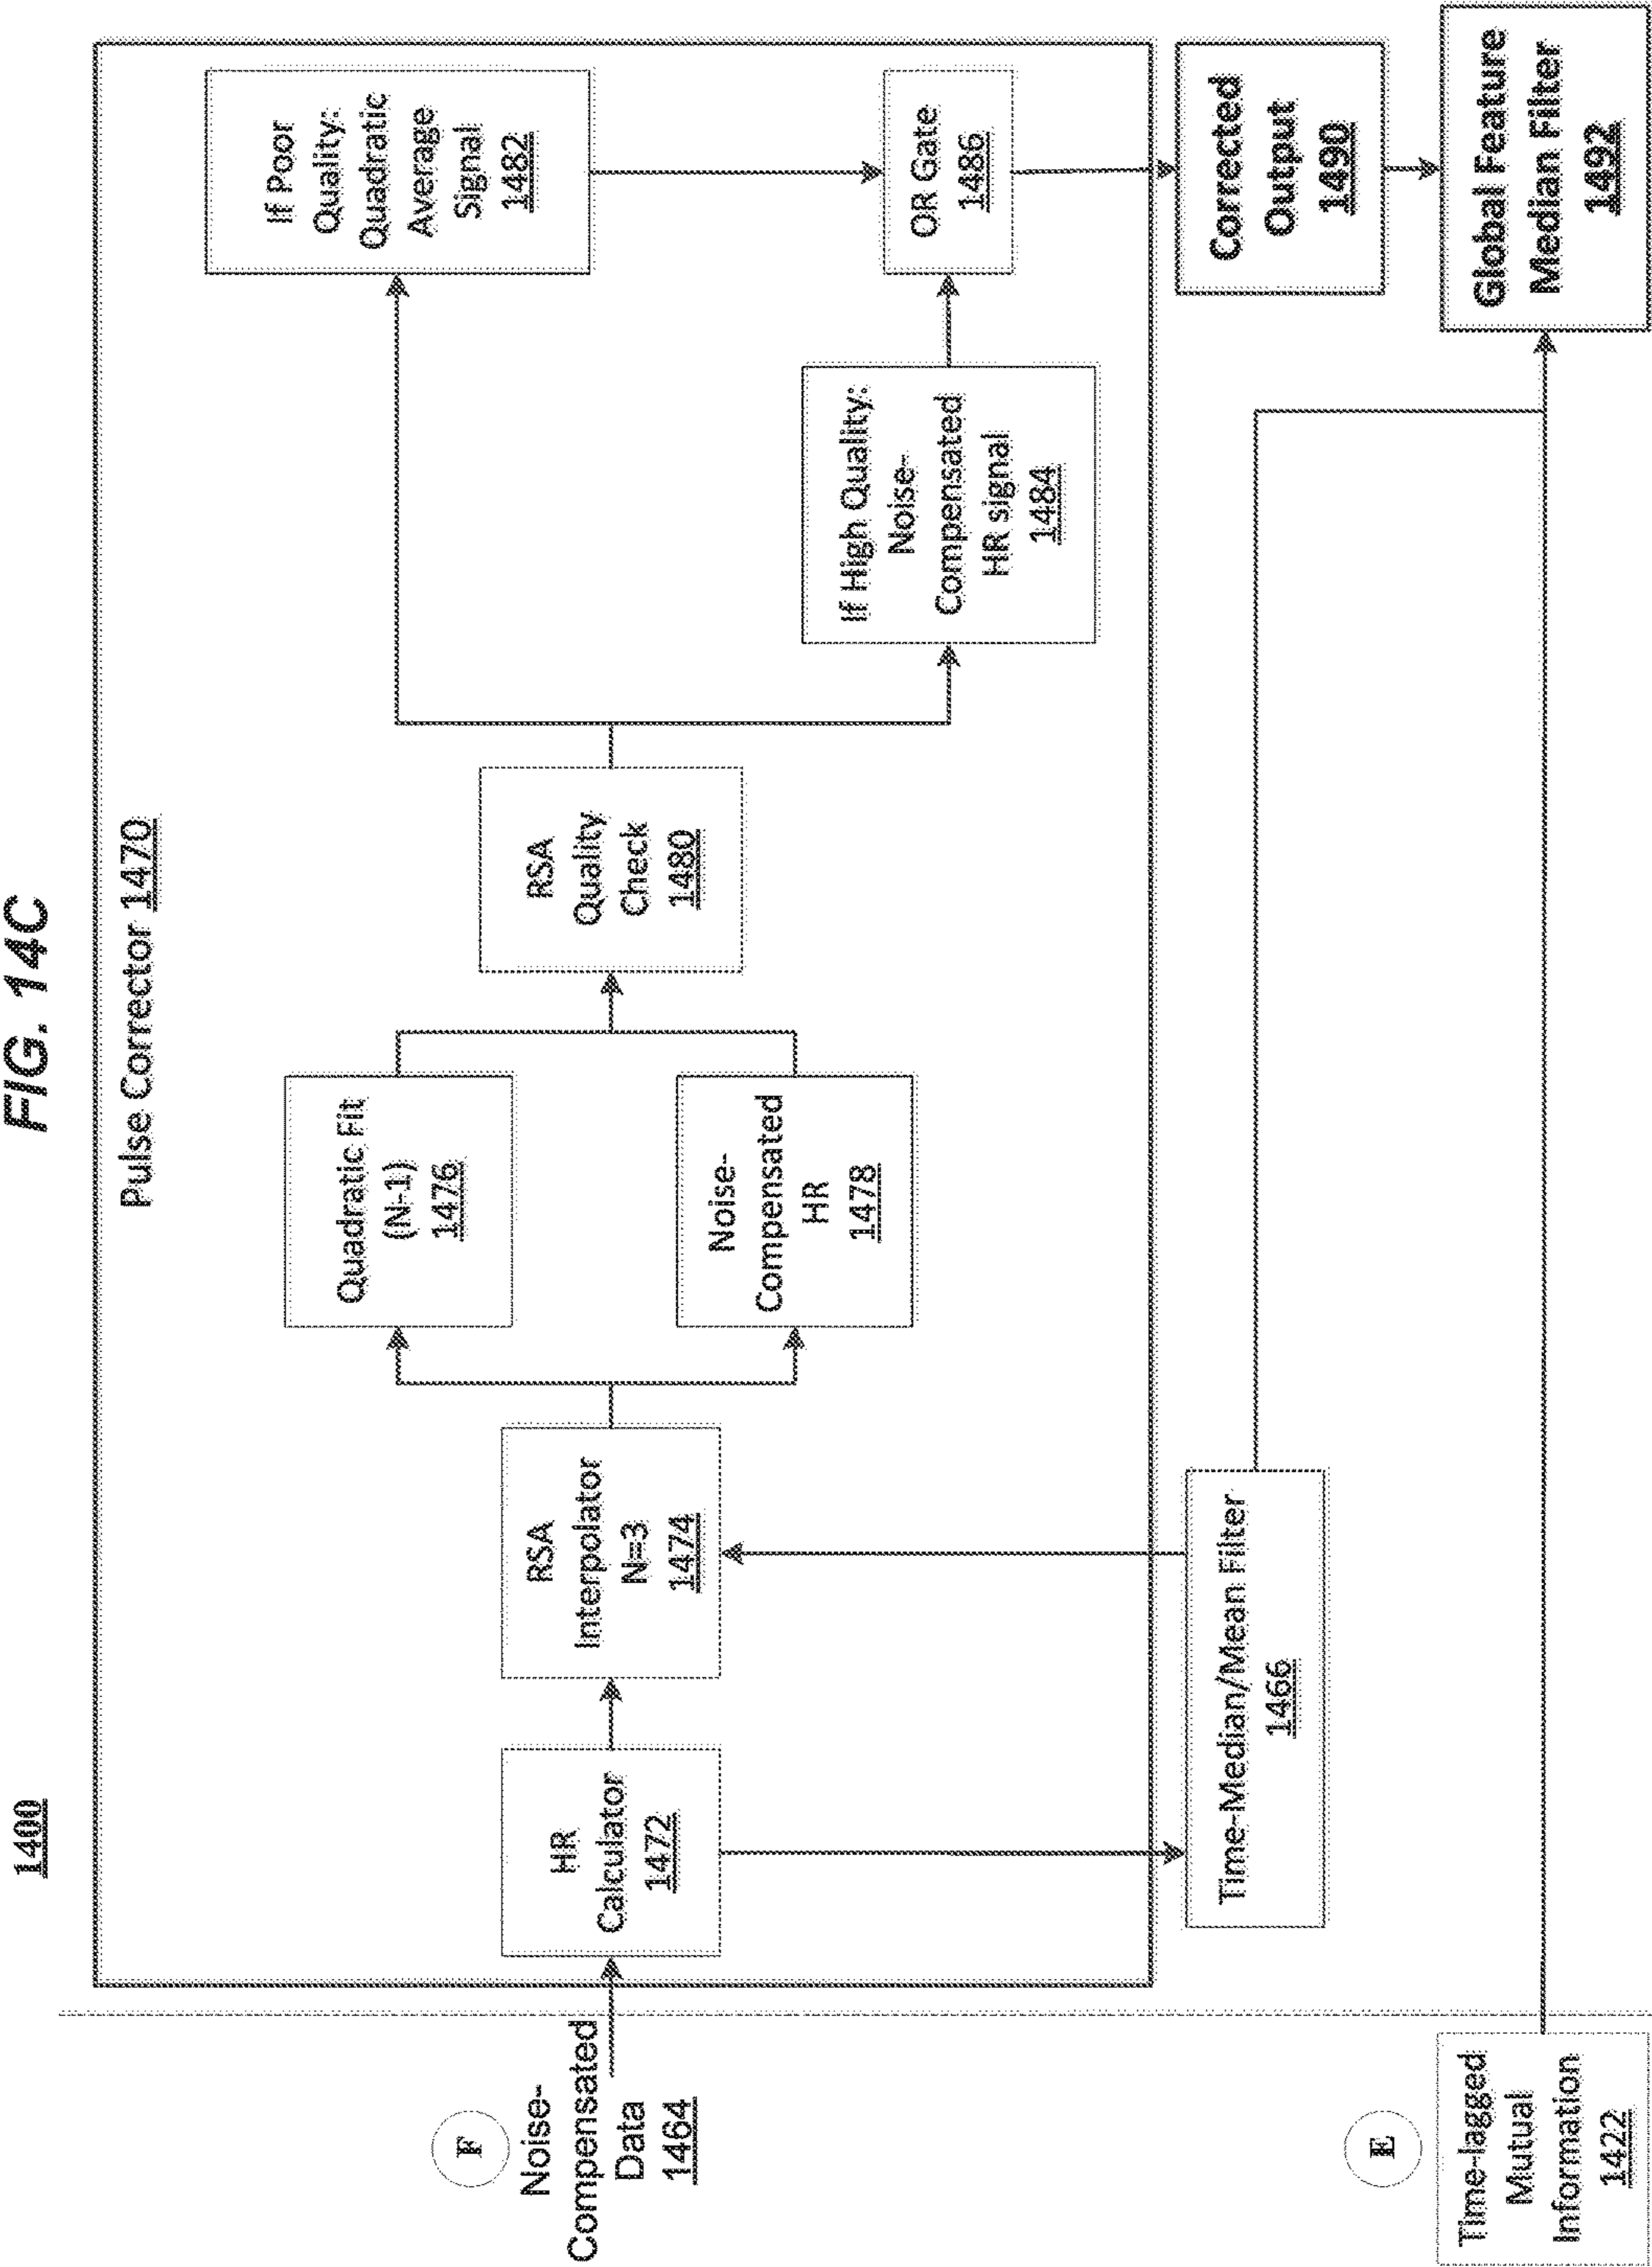 FIG. 14C
1400
Pulse Corrector 1470
F
Noise-
Compensated
Data
1464
HR
Calculator
1472
RSA
Interpolator
N=3
1474
Quadratic Fit
(N-1)
1476
Noise-
Compensated
HR
1478
RSA
Quality
Check
1480
If Poor
Quality:
Quadratic
Average
Signal
1482
If High Quality:
Noise-
Compensated
HR signal
1484
OR Gate
1486
Time-Median/Mean Filter
1466
Corrected
Output
1490
E
Time-lagged
Mutual
Information
1422
Global Feature
Median Filter
1492